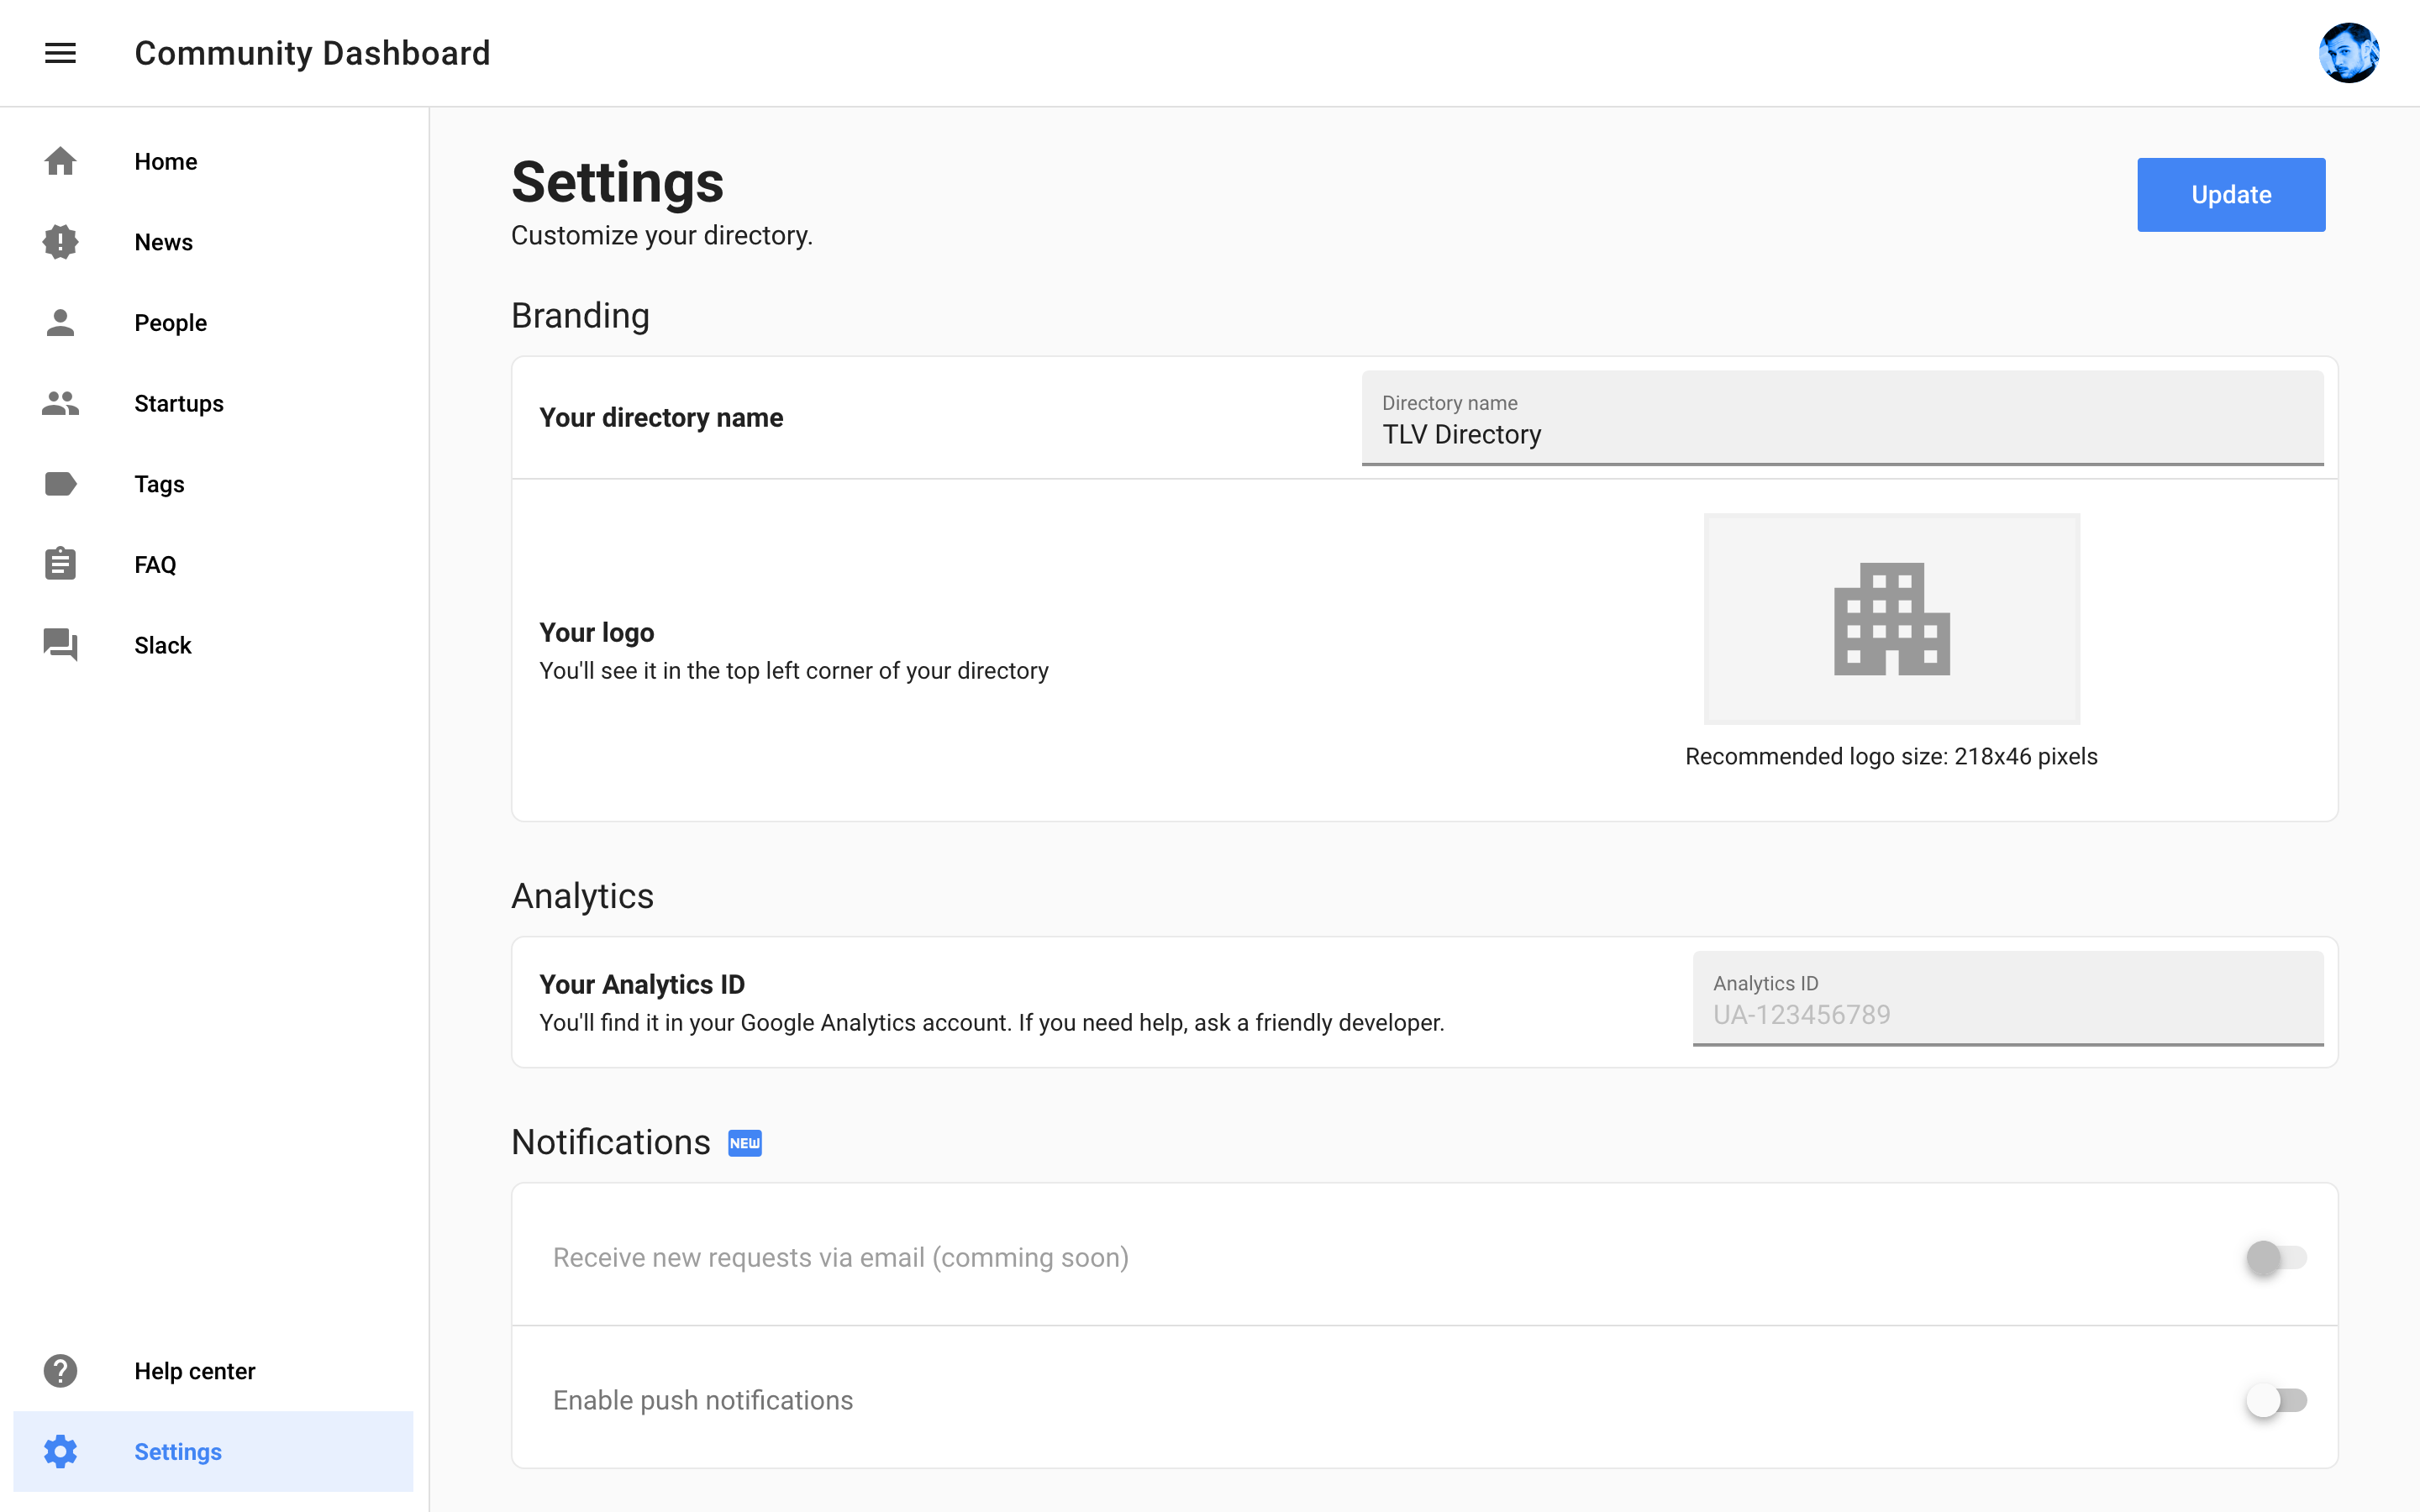 Community Dashboard
Home
News
People
Startups
Tags
FAQ
Slack
Help center
Settings
Settings
Customize your directory.
Update
Branding
Your directory name
Directory name
TLV Directory
Your logo
You'll see it in the top left corner of your directory
Recommended logo size: 218x46 pixels
Analytics
Your Analytics ID
You'll find it in your Google Analytics account. If you need help, ask a friendly developer.
Analytics ID
UA-123456789
Notifications NEW
Receive new requests via email (comming soon)
Enable push notifications